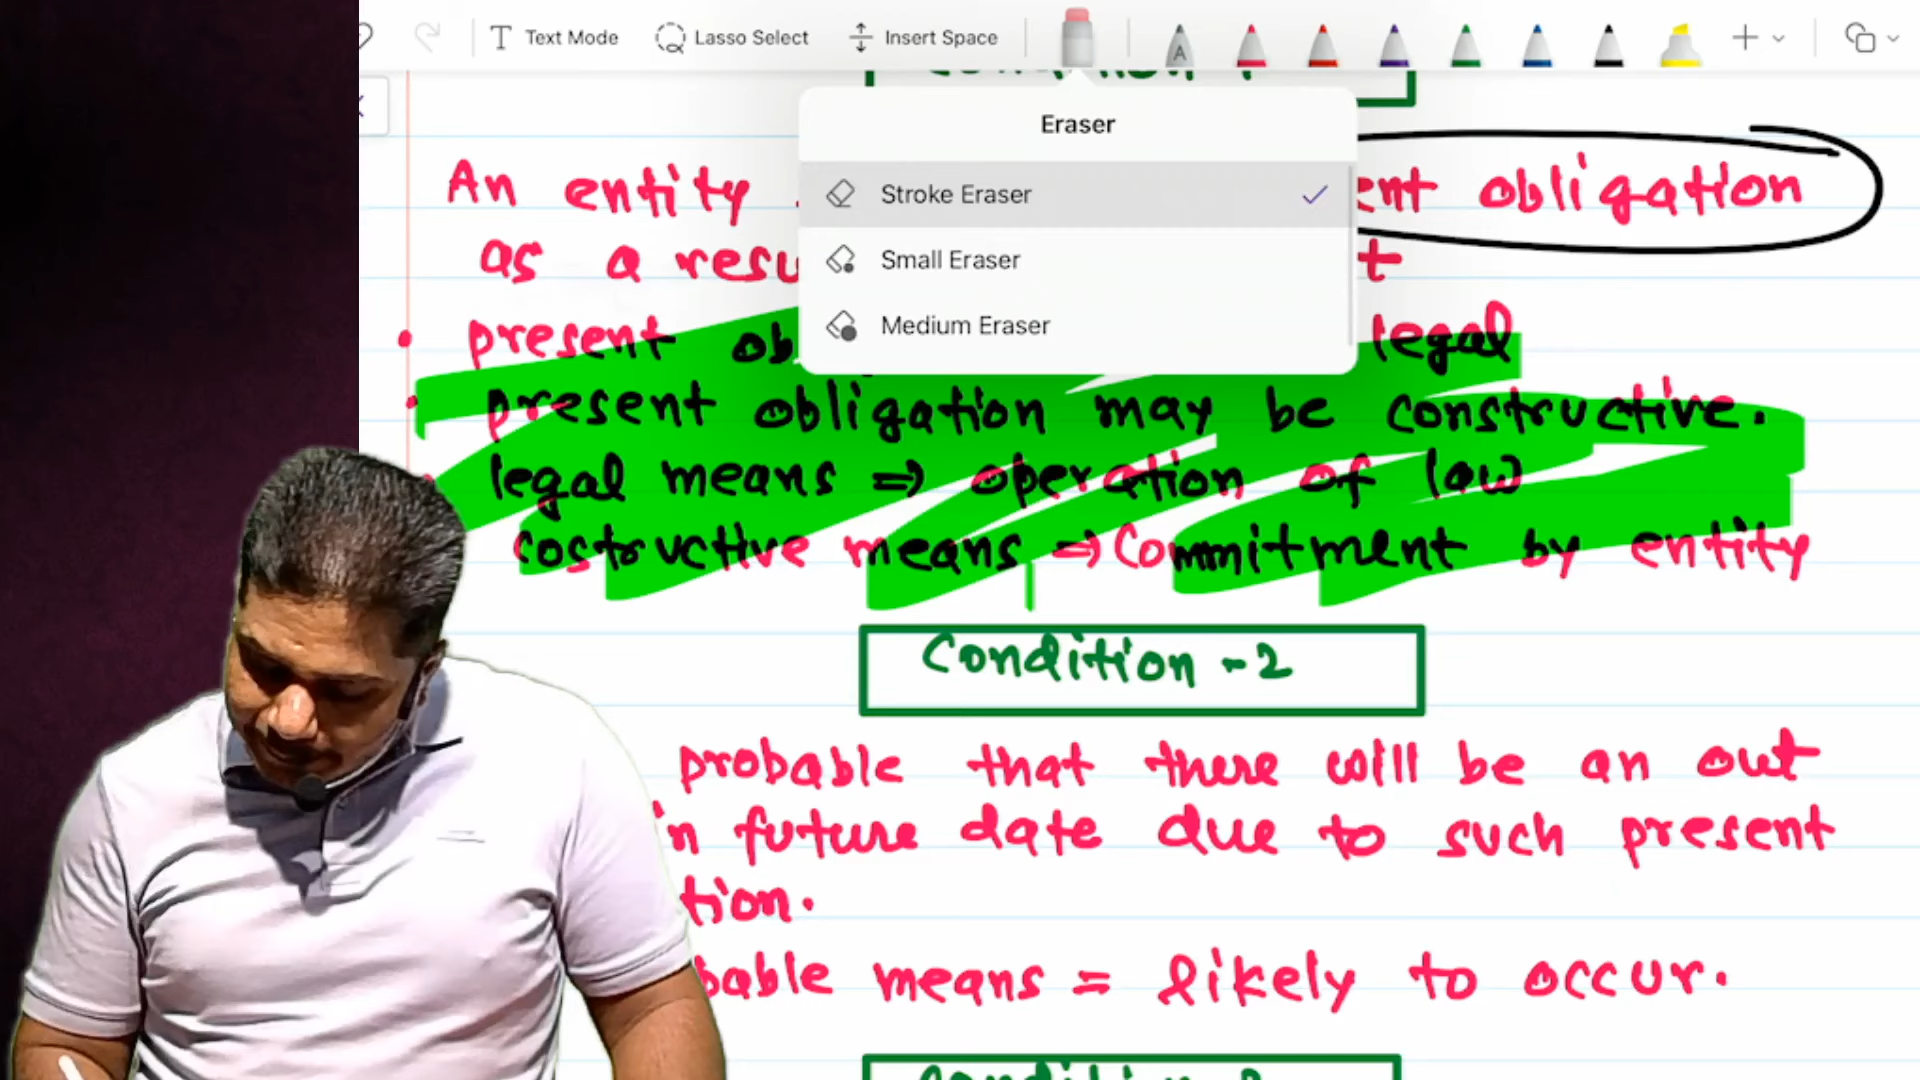 Text Mode Lasso Select Insert Space A
Eraser
Stroke Eraser
Small Eraser
Medium Eraser
An entity ent obligation
as a resu t
• present ob legal
• present obligation may be constructive.
legal means ⇒ operation of law
costructive means ⇒ Commitment by entity
Condition - 2
probable that there will be an out
in future date due to such present
tion.
bable means = likely to occur.